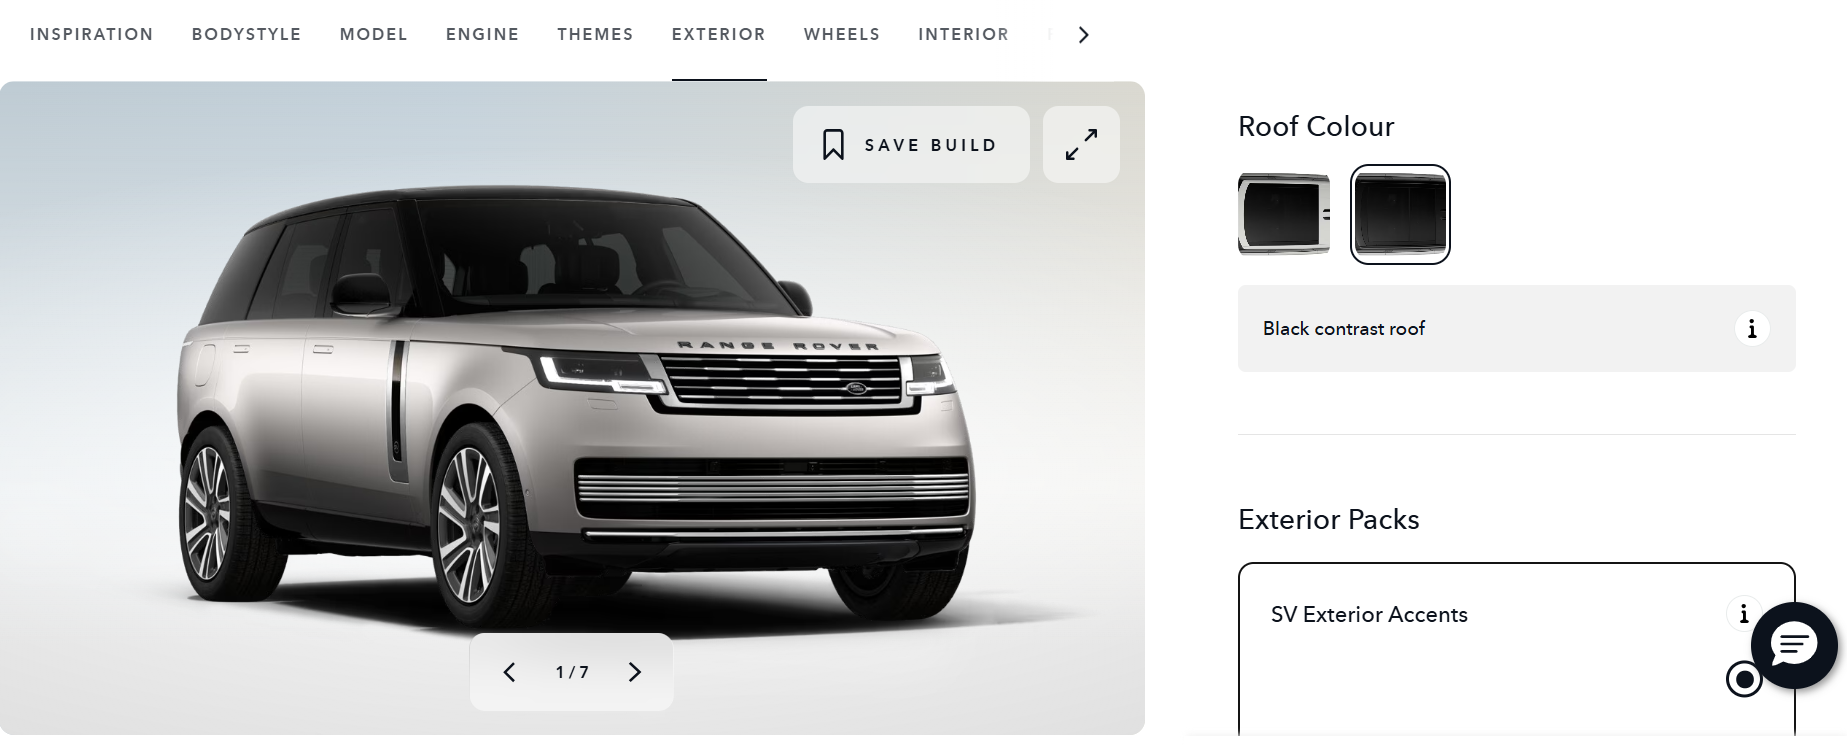 INSPIRATION BODYSTYLE MODEL ENGINE THEMES EXTERIOR WHEELS INTERIOR
SAVE BUILD
RANGE ROVER
1 / 7
Roof Colour
Black contrast roof
Exterior Packs
SV Exterior Accents